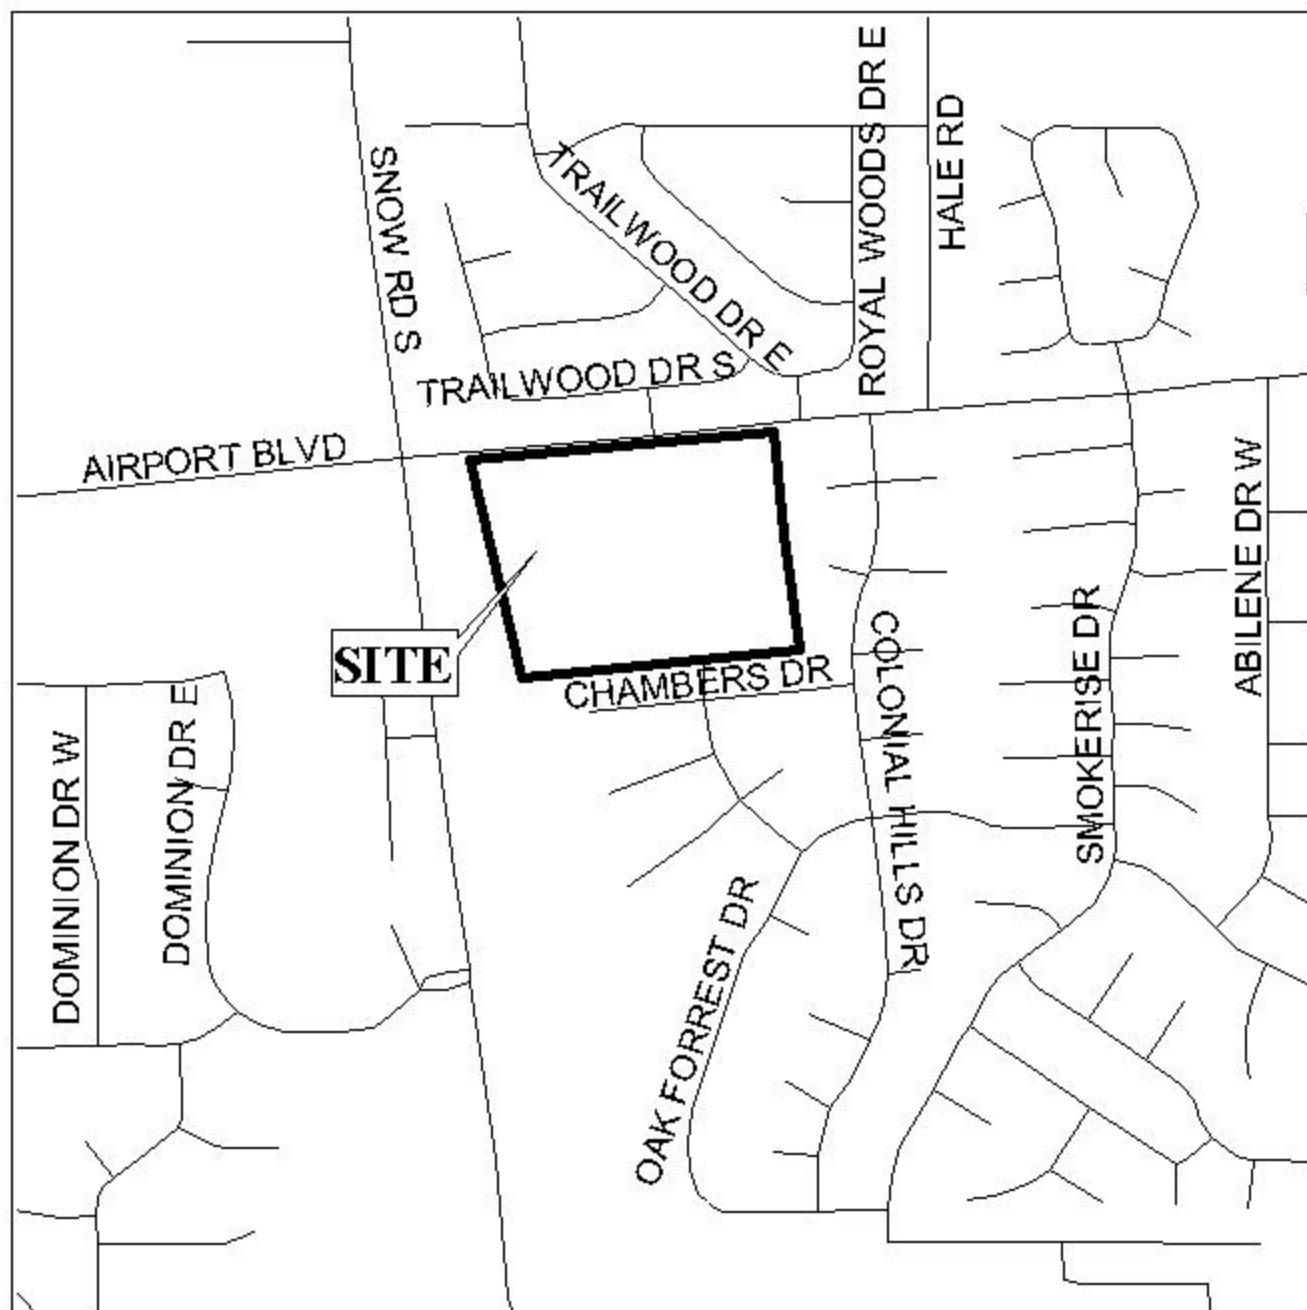 ROYAL WOODS DR E
HALE RD
SNOW RD S
TRAILWOOD DR E
TRAILWOOD DR S
AIRPORT BLVD
ABILENE DR W
SITE
CHAMBERS DR
COLONIAL HILLS DR
SMOKERISE DR
DOMINION DR W
DOMINION DR E
OAK FORREST DR